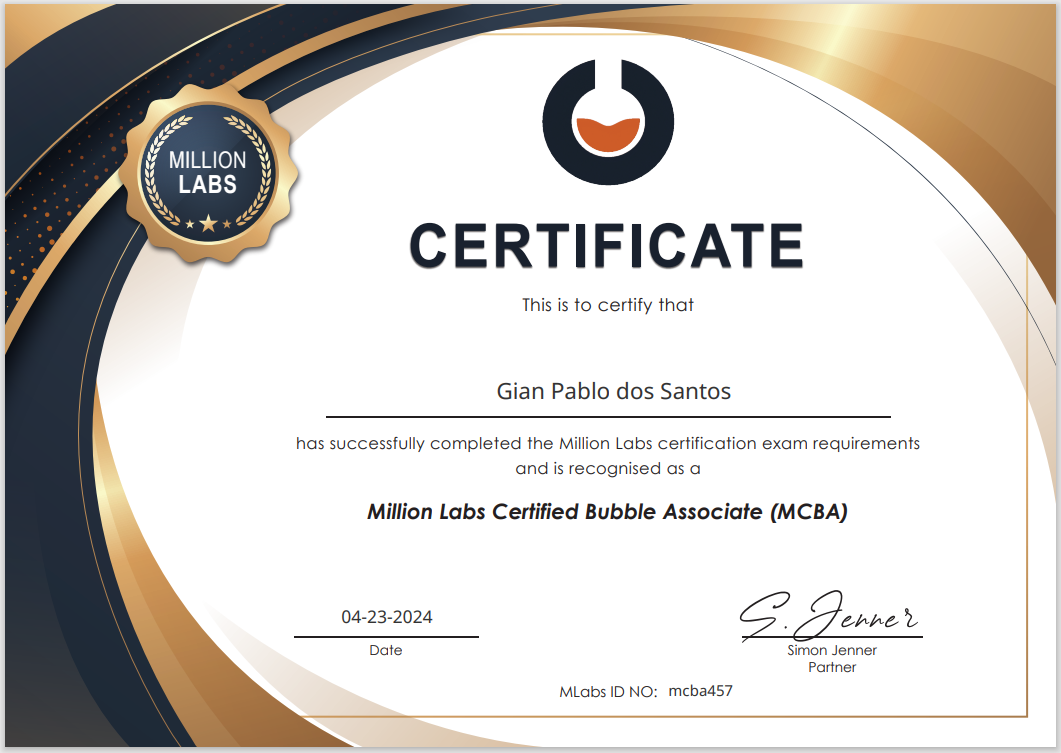 MILLION
LABS
CERTIFICATE
This is to certify that
Gian Pablo dos Santos
has successfully completed the Million Labs certification exam requirements
and is recognised as a
Million Labs Certified Bubble Associate (MCBA)
04-23-2024
Date
S. Jenner
Simon Jenner
Partner
MLabs ID NO: mcba457